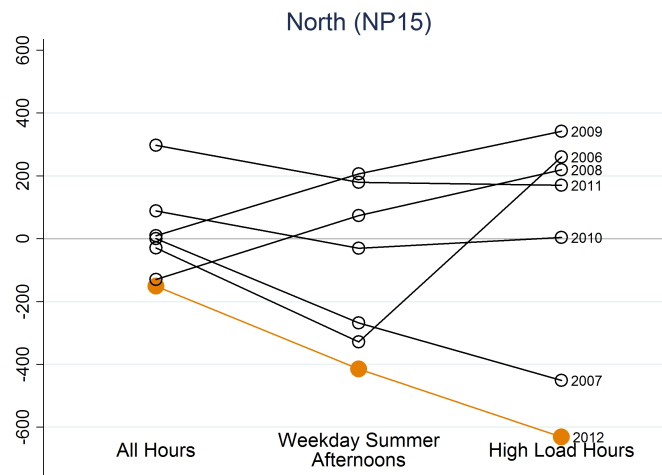 North (NP15)
600
400
200
0
-200
-400
-600
2009
2006
2008
2011
2010
2007
2012
All Hours
Weekday Summer
Afternoons
High Load Hours